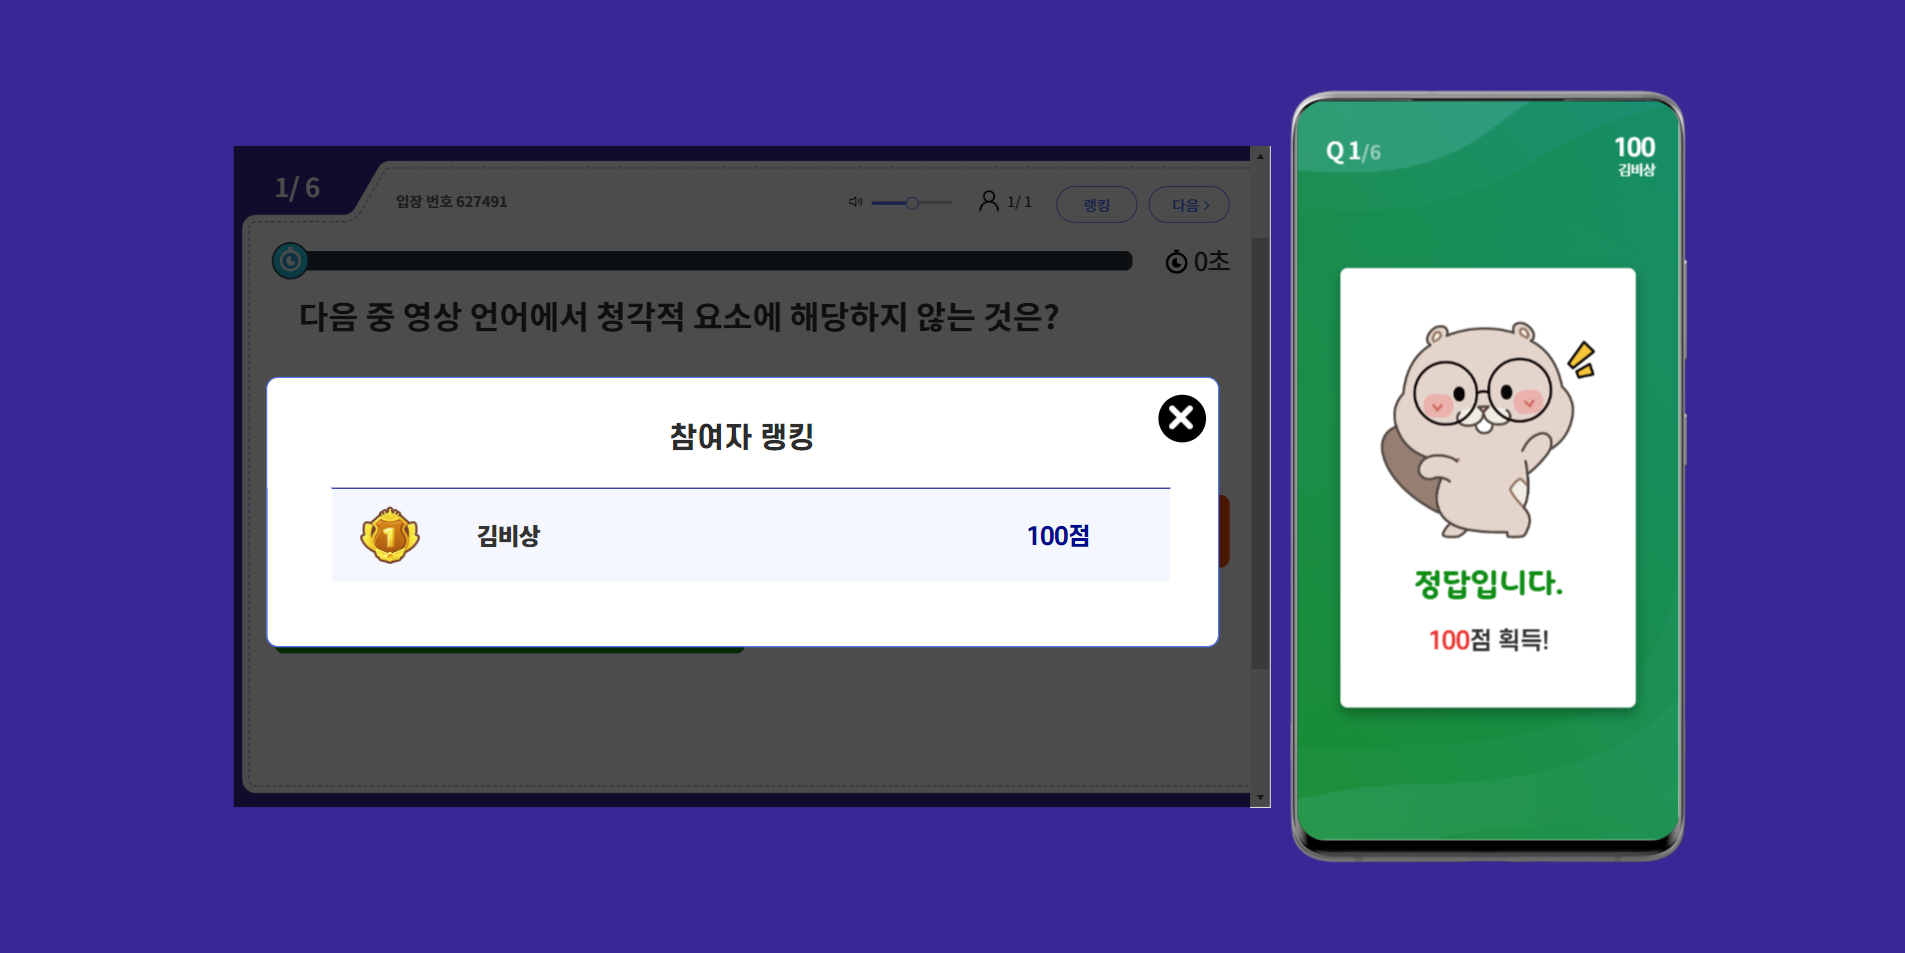 1/ 6
입장 번호 627491
1/ 1
랭킹
다음 >
0초
다음 중 영상 언어에서 청각적 요소에 해당하지 않는 것은?
참여자 랭킹
1
김비상
100점
Q 1/6
100
김비상
정답입니다.
100점 획득!